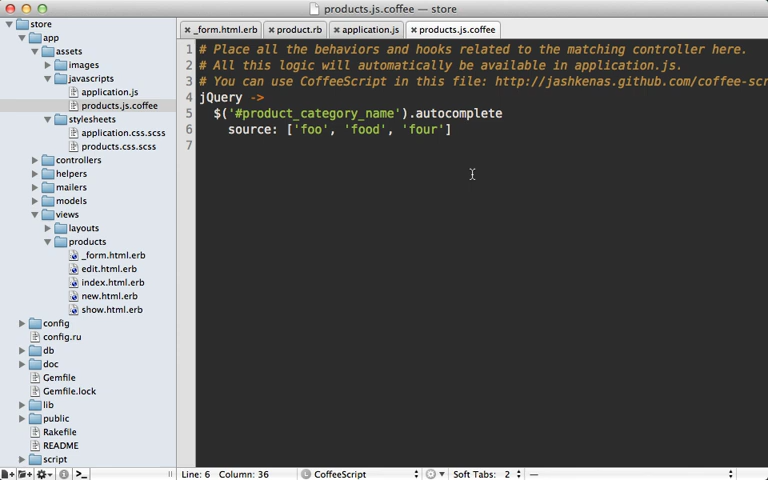 products.js.coffee — store
store
app
assets
images
javascripts
application.js
products.js.coffee
stylesheets
application.css.scss
products.css.scss
controllers
helpers
mailers
models
views
layouts
products
_form.html.erb
edit.html.erb
index.html.erb
new.html.erb
show.html.erb
config
config.ru
db
doc
Gemfile
Gemfile.lock
lib
public
Rakefile
README
script
_form.html.erb product.rb application.js products.js.coffee
1 # Place all the behaviors and hooks related to the matching controller here.
2 # All this logic will automatically be available in application.js.
3 # You can use CoffeeScript in this file: http://jashkenas.github.com/coffee-scr
4 jQuery ->
5 $('#product_category_name').autocomplete
6 source: ['foo', 'food', 'four']
7
Line: 6 Column: 36 CoffeeScript Soft Tabs: 2 —